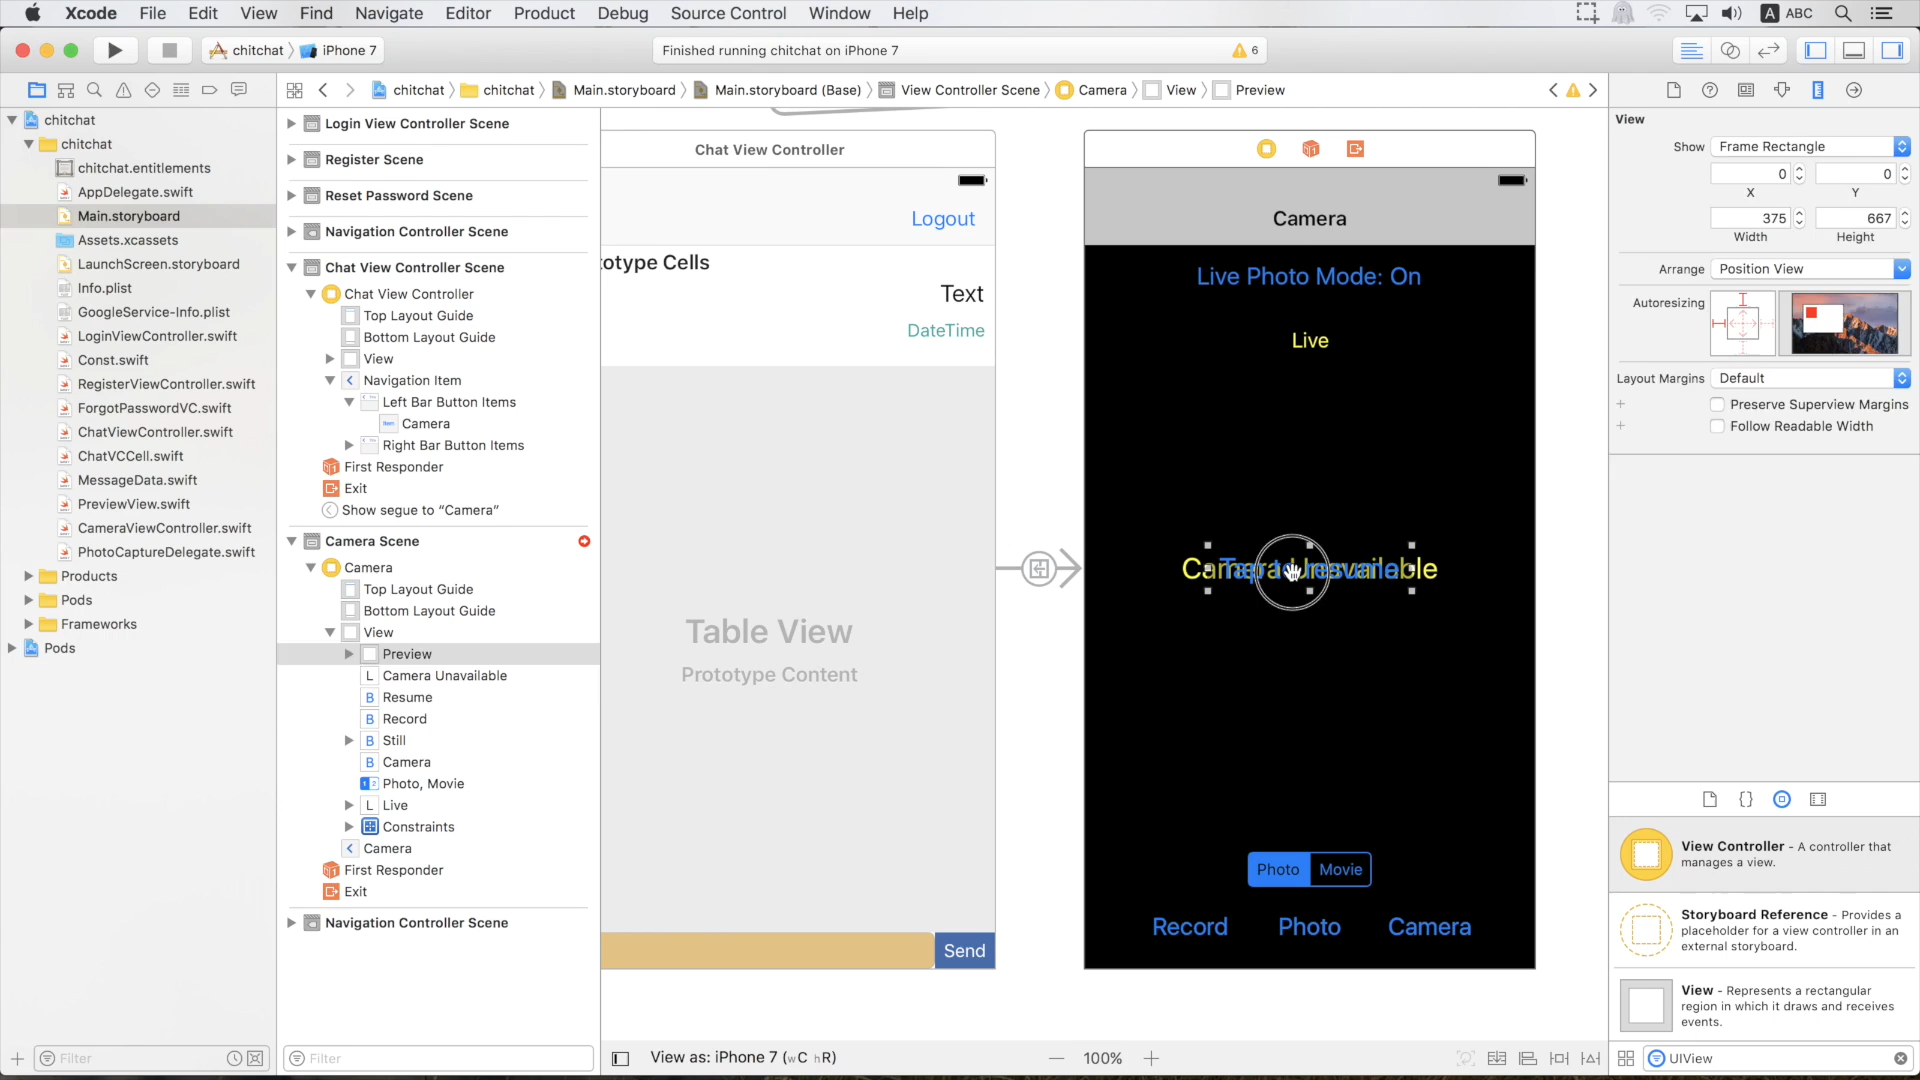 Xcode File Edit View Find Navigate Editor Product Debug Source Control Window Help A ABC
chitchat iPhone 7 Finished running chitchat on iPhone 7 6
chitchat chitchat Main.storyboard Main.storyboard (Base) View Controller Scene Camera View Preview
chitchat
chitchat
chitchat.entitlements
AppDelegate.swift
Main.storyboard
Assets.xcassets
LaunchScreen.storyboard
Info.plist
GoogleService-Info.plist
LoginViewController.swift
Const.swift
RegisterViewController.swift
ForgotPasswordVC.swift
ChatViewController.swift
ChatVCCell.swift
MessageData.swift
PreviewView.swift
CameraViewController.swift
PhotoCaptureDelegate.swift
Products
Pods
Frameworks
Pods
Filter
Login View Controller Scene
Register Scene
Reset Password Scene
Navigation Controller Scene
Chat View Controller Scene
Chat View Controller
Top Layout Guide
Bottom Layout Guide
View
Navigation Item
Left Bar Button Items
Item Camera
Right Bar Button Items
First Responder
Exit
Show segue to “Camera”
Camera Scene
Camera
Top Layout Guide
Bottom Layout Guide
View
Preview
L Camera Unavailable
B Resume
B Record
B Still
B Camera
1 2 Photo, Movie
L Live
Constraints
Camera
First Responder
Exit
Navigation Controller Scene
Filter
Chat View Controller
Logout
totype Cells
Text
DateTime
Table View
Prototype Content
Send
Camera
Live Photo Mode: On
Live
Camera Unavailable
Tap to resume
Photo Movie
Record Photo Camera
View as: iPhone 7 (wC hR) — 100% +
View
Show Frame Rectangle
0 0
X Y
375 667
Width Height
Arrange Position View
Autoresizing
Layout Margins Default
+ Preserve Superview Margins
+ Follow Readable Width
View Controller - A controller that
manages a view.
Storyboard Reference - Provides a
placeholder for a view controller in an
external storyboard.
View - Represents a rectangular
region in which it draws and receives
events.
UIView